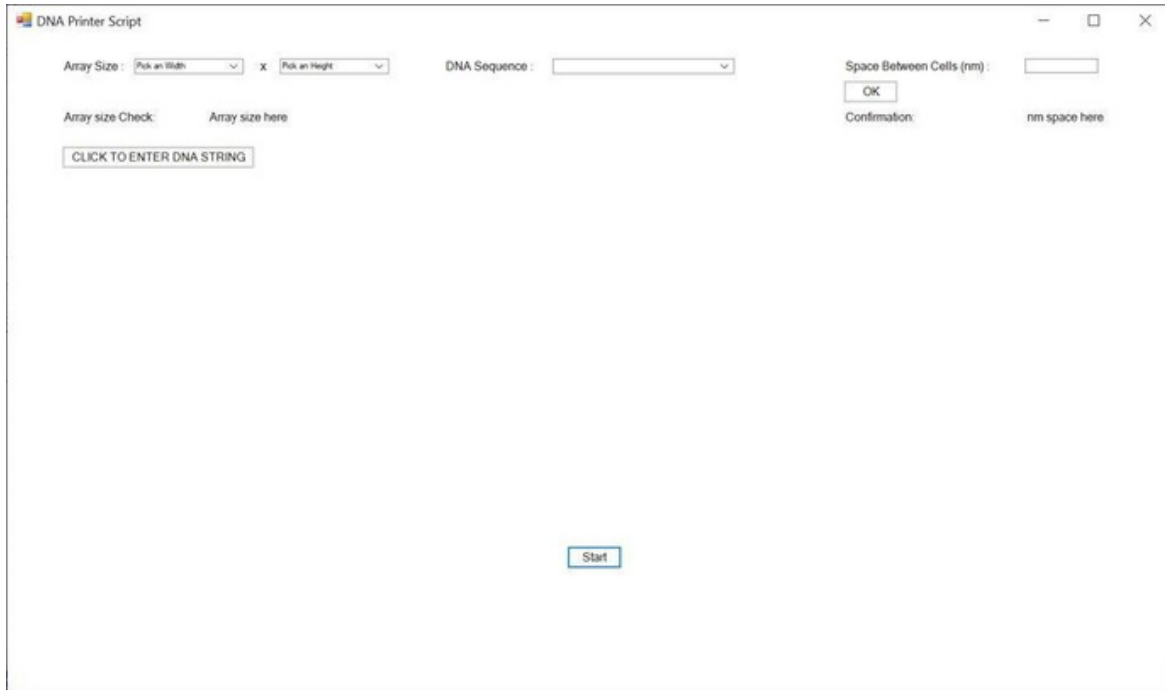 DNA Printer Script
Array Size : Pick an Width x Pick an Height DNA Sequence : Space Between Cells (nm) :
OK
Array size Check: Array size here Confirmation: nm space here
CLICK TO ENTER DNA STRING
Start